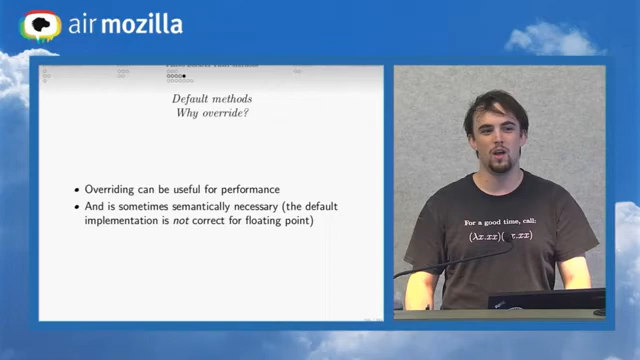 air mozilla
Default methods
Why override?
Overriding can be useful for performance
And is sometimes semantically necessary (the default
implementation is not correct for floating point)
For a good time, call:
(λx.xx)( x.xx)